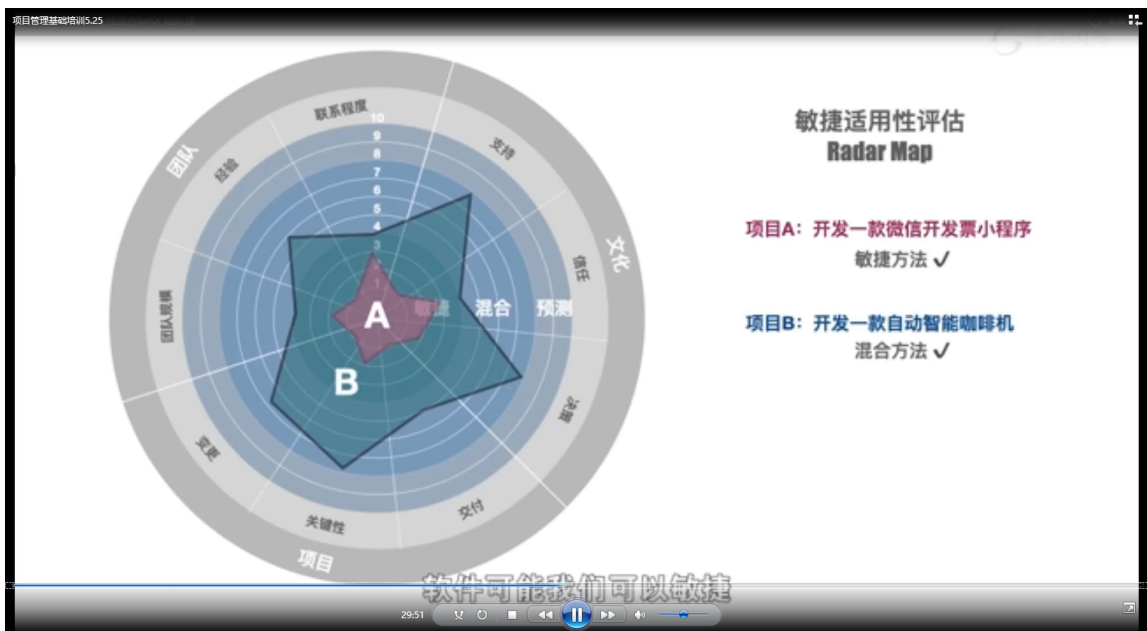 项目管理基础培训5.25
敏捷适用性评估
Radar Map
项目A：开发一款微信开发票小程序
敏捷方法 ✓
项目B：开发一款自动智能咖啡机
混合方法 ✓
团队
文化
项目
联系程度
支持
信任
决策
交付
关键性
变更
团队规模
经验
10
9
8
7
6
5
4
3
1
敏捷 混合 预测
A
B
软件可能我们可以敏捷
29:51